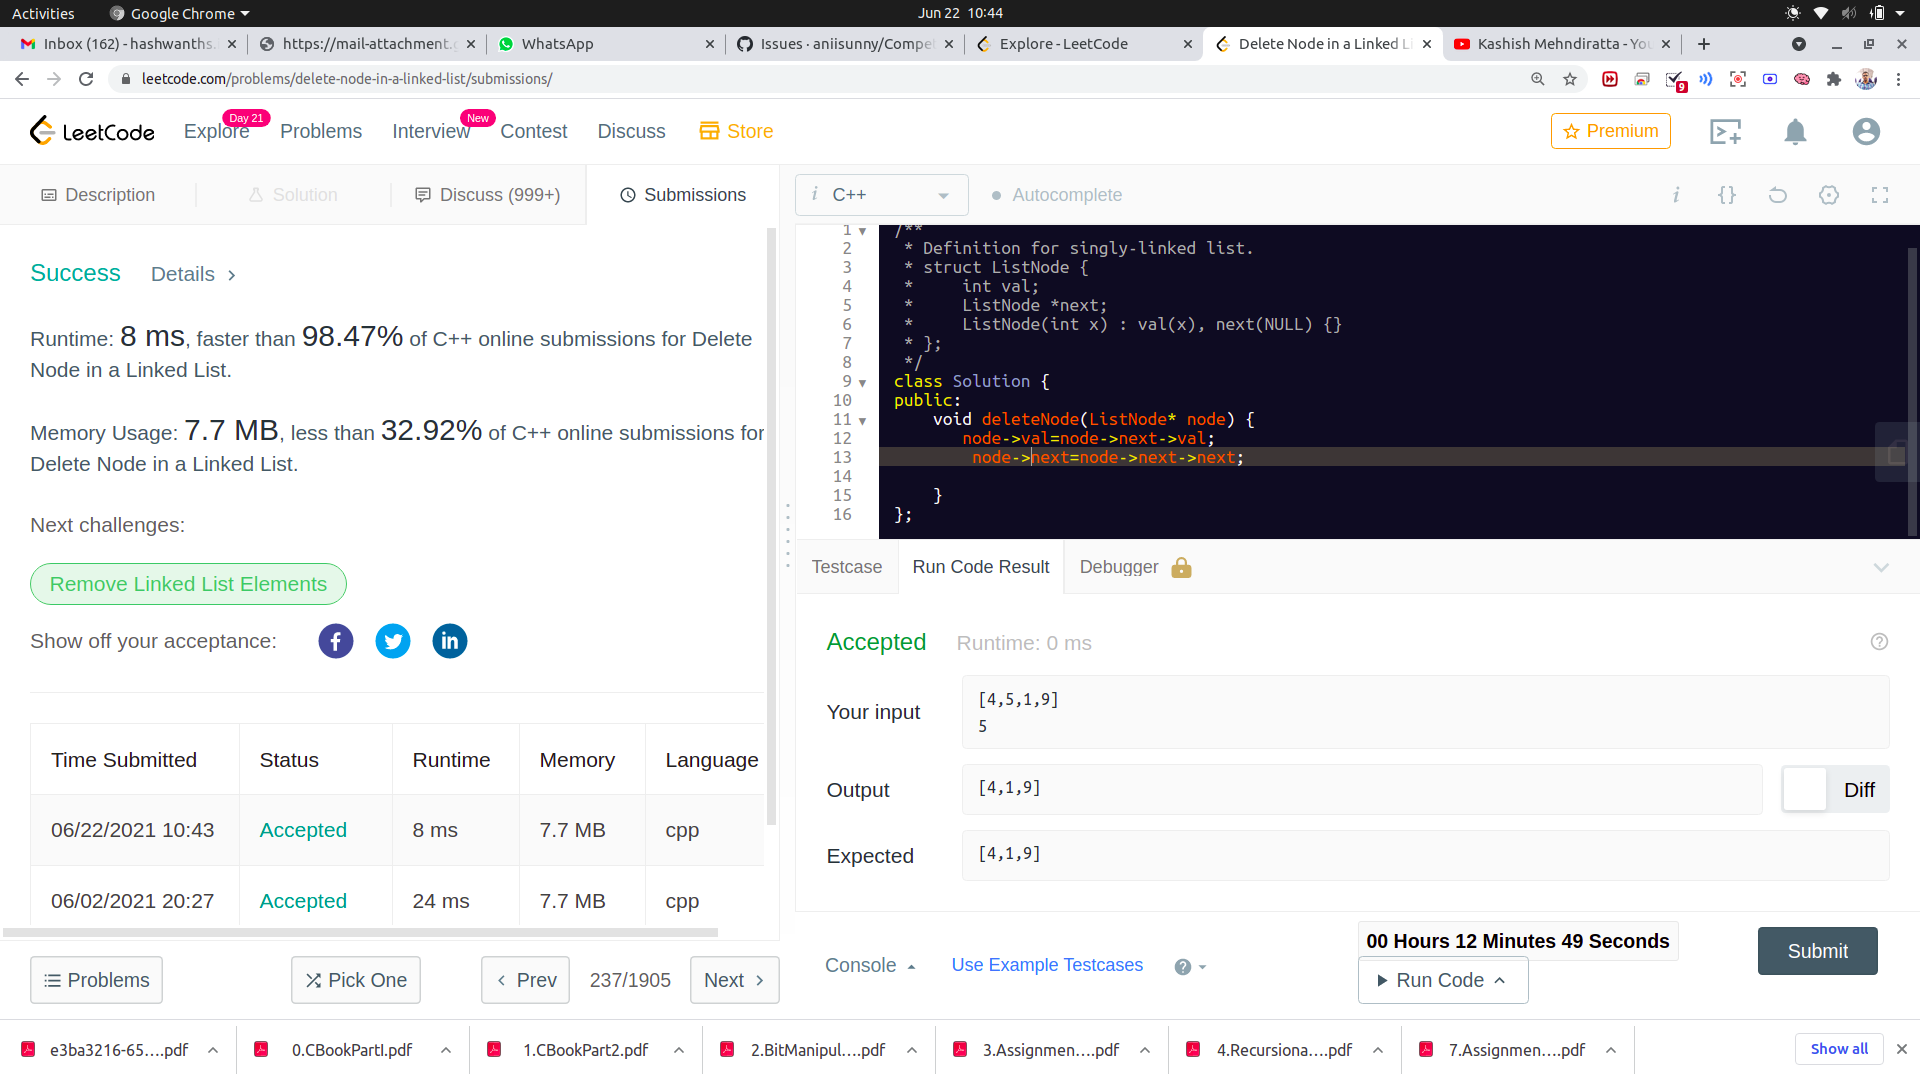 Activities
Google Chrome
Jun 22 10:44
Inbox (162) - hashwanths.
https://mail-attachment.g
WhatsApp
Issues · aniisunny/Compe
Explore - LeetCode
Delete Node in a Linked L
Kashish Mehndiratta - You
leetcode.com/problems/delete-node-in-a-linked-list/submissions/
9
LeetCode
Explore
Day 21
Problems
Interview
New
Contest
Discuss
Store
Premium
Description
Solution
Discuss (999+)
Submissions
i C++
Autocomplete
i {}
Success
Details
Runtime: 8 ms, faster than 98.47% of C++ online submissions for Delete
Node in a Linked List.
Memory Usage: 7.7 MB, less than 32.92% of C++ online submissions for
Delete Node in a Linked List.
Next challenges:
Remove Linked List Elements
Show off your acceptance:
Time Submitted Status Runtime Memory Language
06/22/2021 10:43 Accepted 8 ms 7.7 MB cpp
06/02/2021 20:27 Accepted 24 ms 7.7 MB cpp
Problems
Pick One
Prev
237/1905
Next
1 /**
2 * Definition for singly-linked list.
3 * struct ListNode {
4 *     int val;
5 *     ListNode *next;
6 *     ListNode(int x) : val(x), next(NULL) {}
7 * };
8 */
9 class Solution {
10 public:
11     void deleteNode(ListNode* node) {
12        node->val=node->next->val;
13         node->next=node->next->next;
14
15     }
16 };
Testcase
Run Code Result
Debugger
Accepted
Runtime: 0 ms
Your input
[4,5,1,9]
5
Output
[4,1,9]
Diff
Expected
[4,1,9]
Console
Use Example Testcases
00 Hours 12 Minutes 49 Seconds
Run Code
Submit
e3ba3216-65....pdf
0.CBookPartI.pdf
1.CBookPart2.pdf
2.BitManipul....pdf
3.Assignmen....pdf
4.Recursiona....pdf
7.Assignmen....pdf
Show all